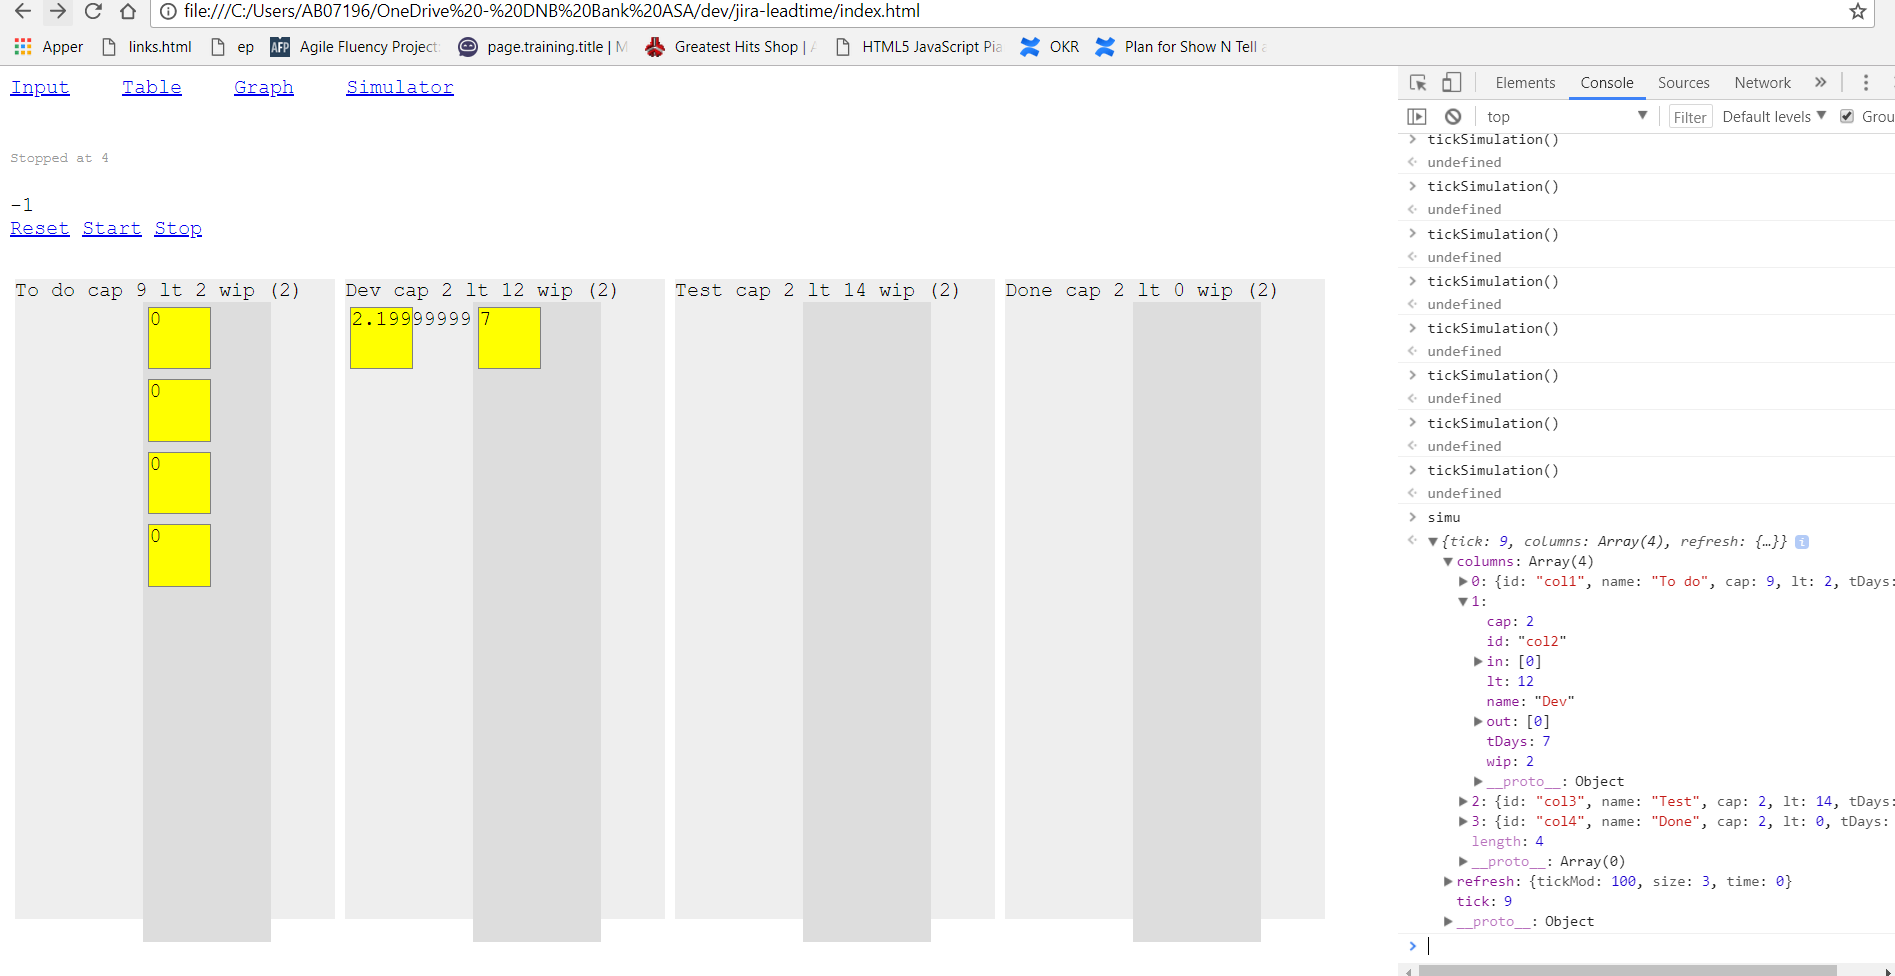 file:///C:/Users/AB07196/OneDrive%20-%20DNB%20Bank%20ASA/dev/jira-leadtime/index.html
Apper links.html ep AFP Agile Fluency Project: page.training.title | M Greatest Hits Shop | A HTML5 JavaScript Pia OKR Plan for Show N Tell a
Input Table Graph Simulator
Stopped at 4
-1
Reset Start Stop
To do cap 9 lt 2 wip (2) Dev cap 2 lt 12 wip (2) Test cap 2 lt 14 wip (2) Done cap 2 lt 0 wip (2)
0 2.19999999 7
0
0
0
Elements Console Sources Network »
top Filter Default levels Grou
tickSimulation()
undefined
tickSimulation()
undefined
tickSimulation()
undefined
tickSimulation()
undefined
tickSimulation()
undefined
tickSimulation()
undefined
tickSimulation()
undefined
tickSimulation()
undefined
simu
{tick: 9, columns: Array(4), refresh: {…}} i
columns: Array(4)
0: {id: "col1", name: "To do", cap: 9, lt: 2, tDays:
1:
cap: 2
id: "col2"
in: [0]
lt: 12
name: "Dev"
out: [0]
tDays: 7
wip: 2
__proto__: Object
2: {id: "col3", name: "Test", cap: 2, lt: 14, tDays:
3: {id: "col4", name: "Done", cap: 2, lt: 0, tDays:
length: 4
__proto__: Array(0)
refresh: {tickMod: 100, size: 3, time: 0}
tick: 9
__proto__: Object